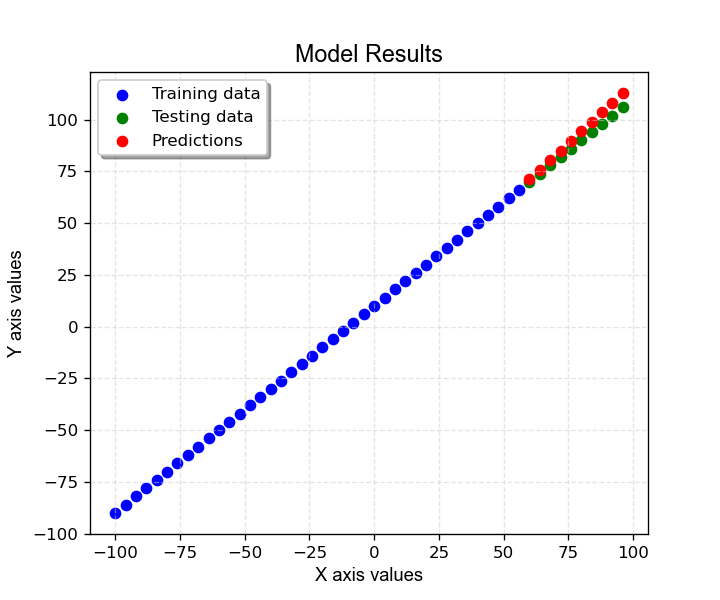 Model Results
Training data
Testing data
Predictions
100
75
50
25
0
−25
−50
−75
−100
Y axis values
−100 −75 −50 −25 0 25 50 75 100
X axis values